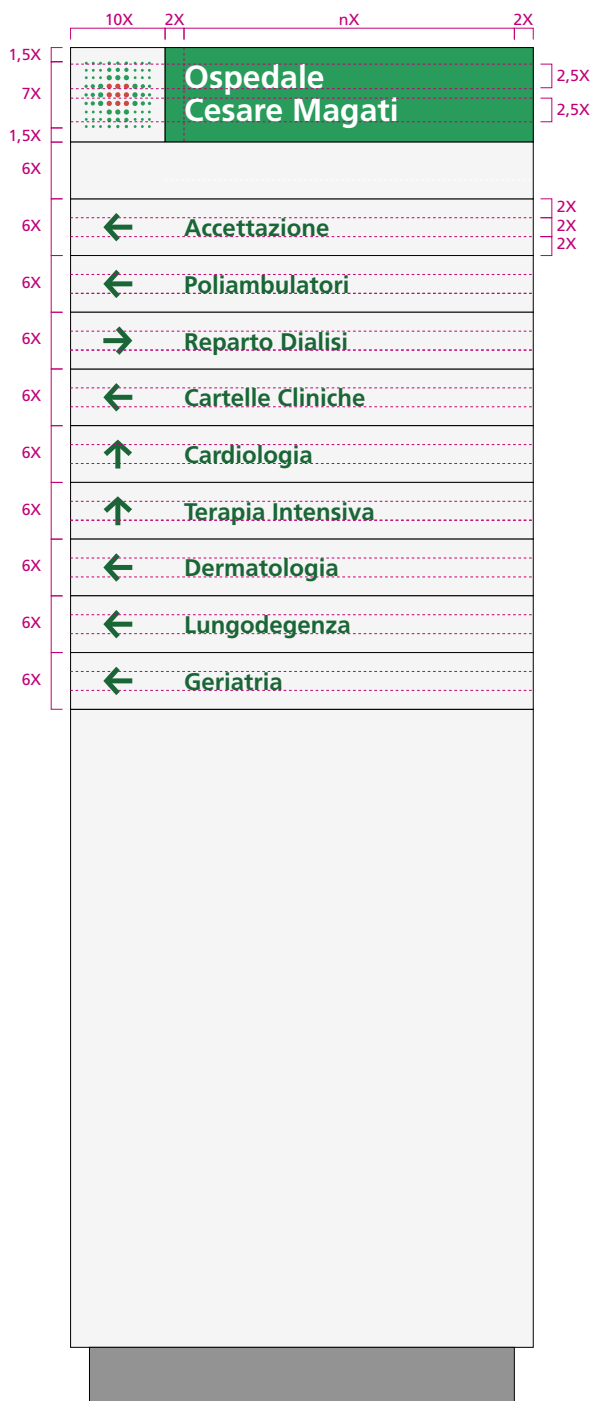 10X 2X nX 2X
1,5X
7X
1,5X
Ospedale
Cesare Magati
2,5X
2,5X
6X
6X
Accettazione
2X
2X
2X
6X
Poliambulatori
6X
Reparto Dialisi
6X
Cartelle Cliniche
6X
Cardiologia
6X
Terapia Intensiva
6X
Dermatologia
6X
Lungodegenza
6X
Geriatria